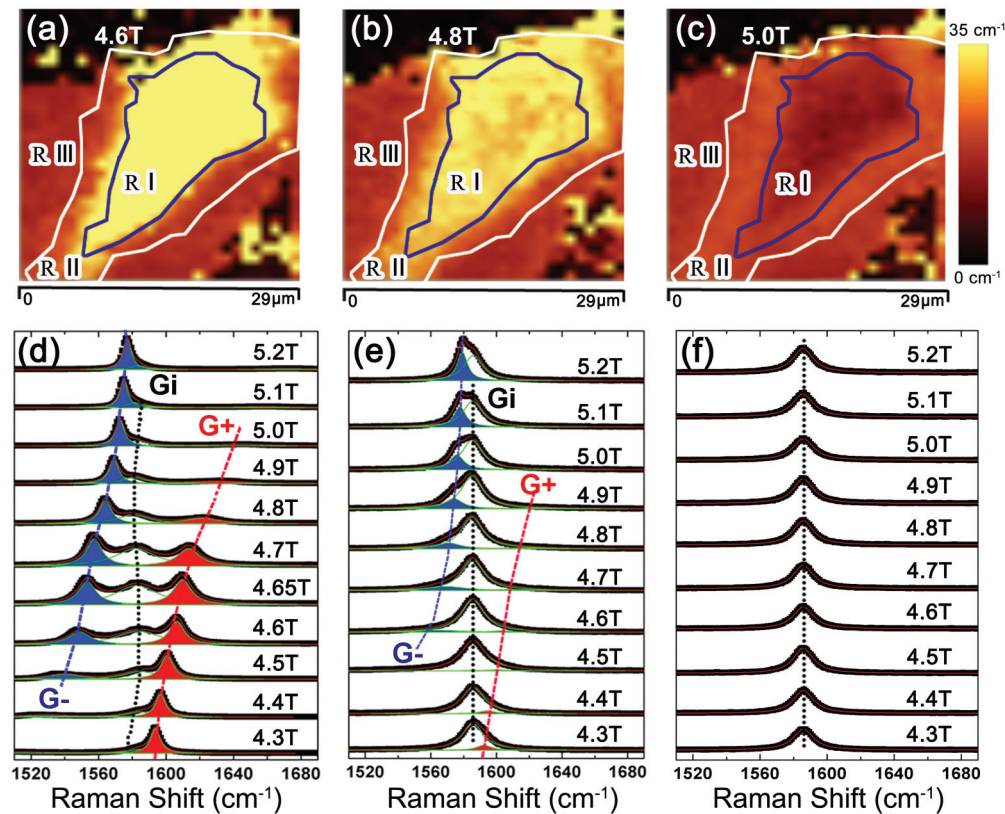 (a) 4.6T
R III
R I
R II
0 29μm
(b) 4.8T
R III
R I
R II
0 29μm
(c) 5.0T
R III
R I
R II
0 29μm
35 cm⁻¹
0 cm⁻¹
(d)
5.2T
Gi
5.1T
G+
5.0T
4.9T
4.8T
4.7T
4.65T
4.6T
4.5T
G-
4.4T
4.3T
1520 1560 1600 1640 1680
Raman Shift (cm⁻¹)
(e)
5.2T
Gi
5.1T
5.0T
G+
4.9T
4.8T
4.7T
4.6T
G-
4.5T
4.4T
4.3T
1520 1560 1600 1640 1680
Raman Shift (cm⁻¹)
(f)
5.2T
5.1T
5.0T
4.9T
4.8T
4.7T
4.6T
4.5T
4.4T
4.3T
1520 1560 1600 1640 1680
Raman Shift (cm⁻¹)